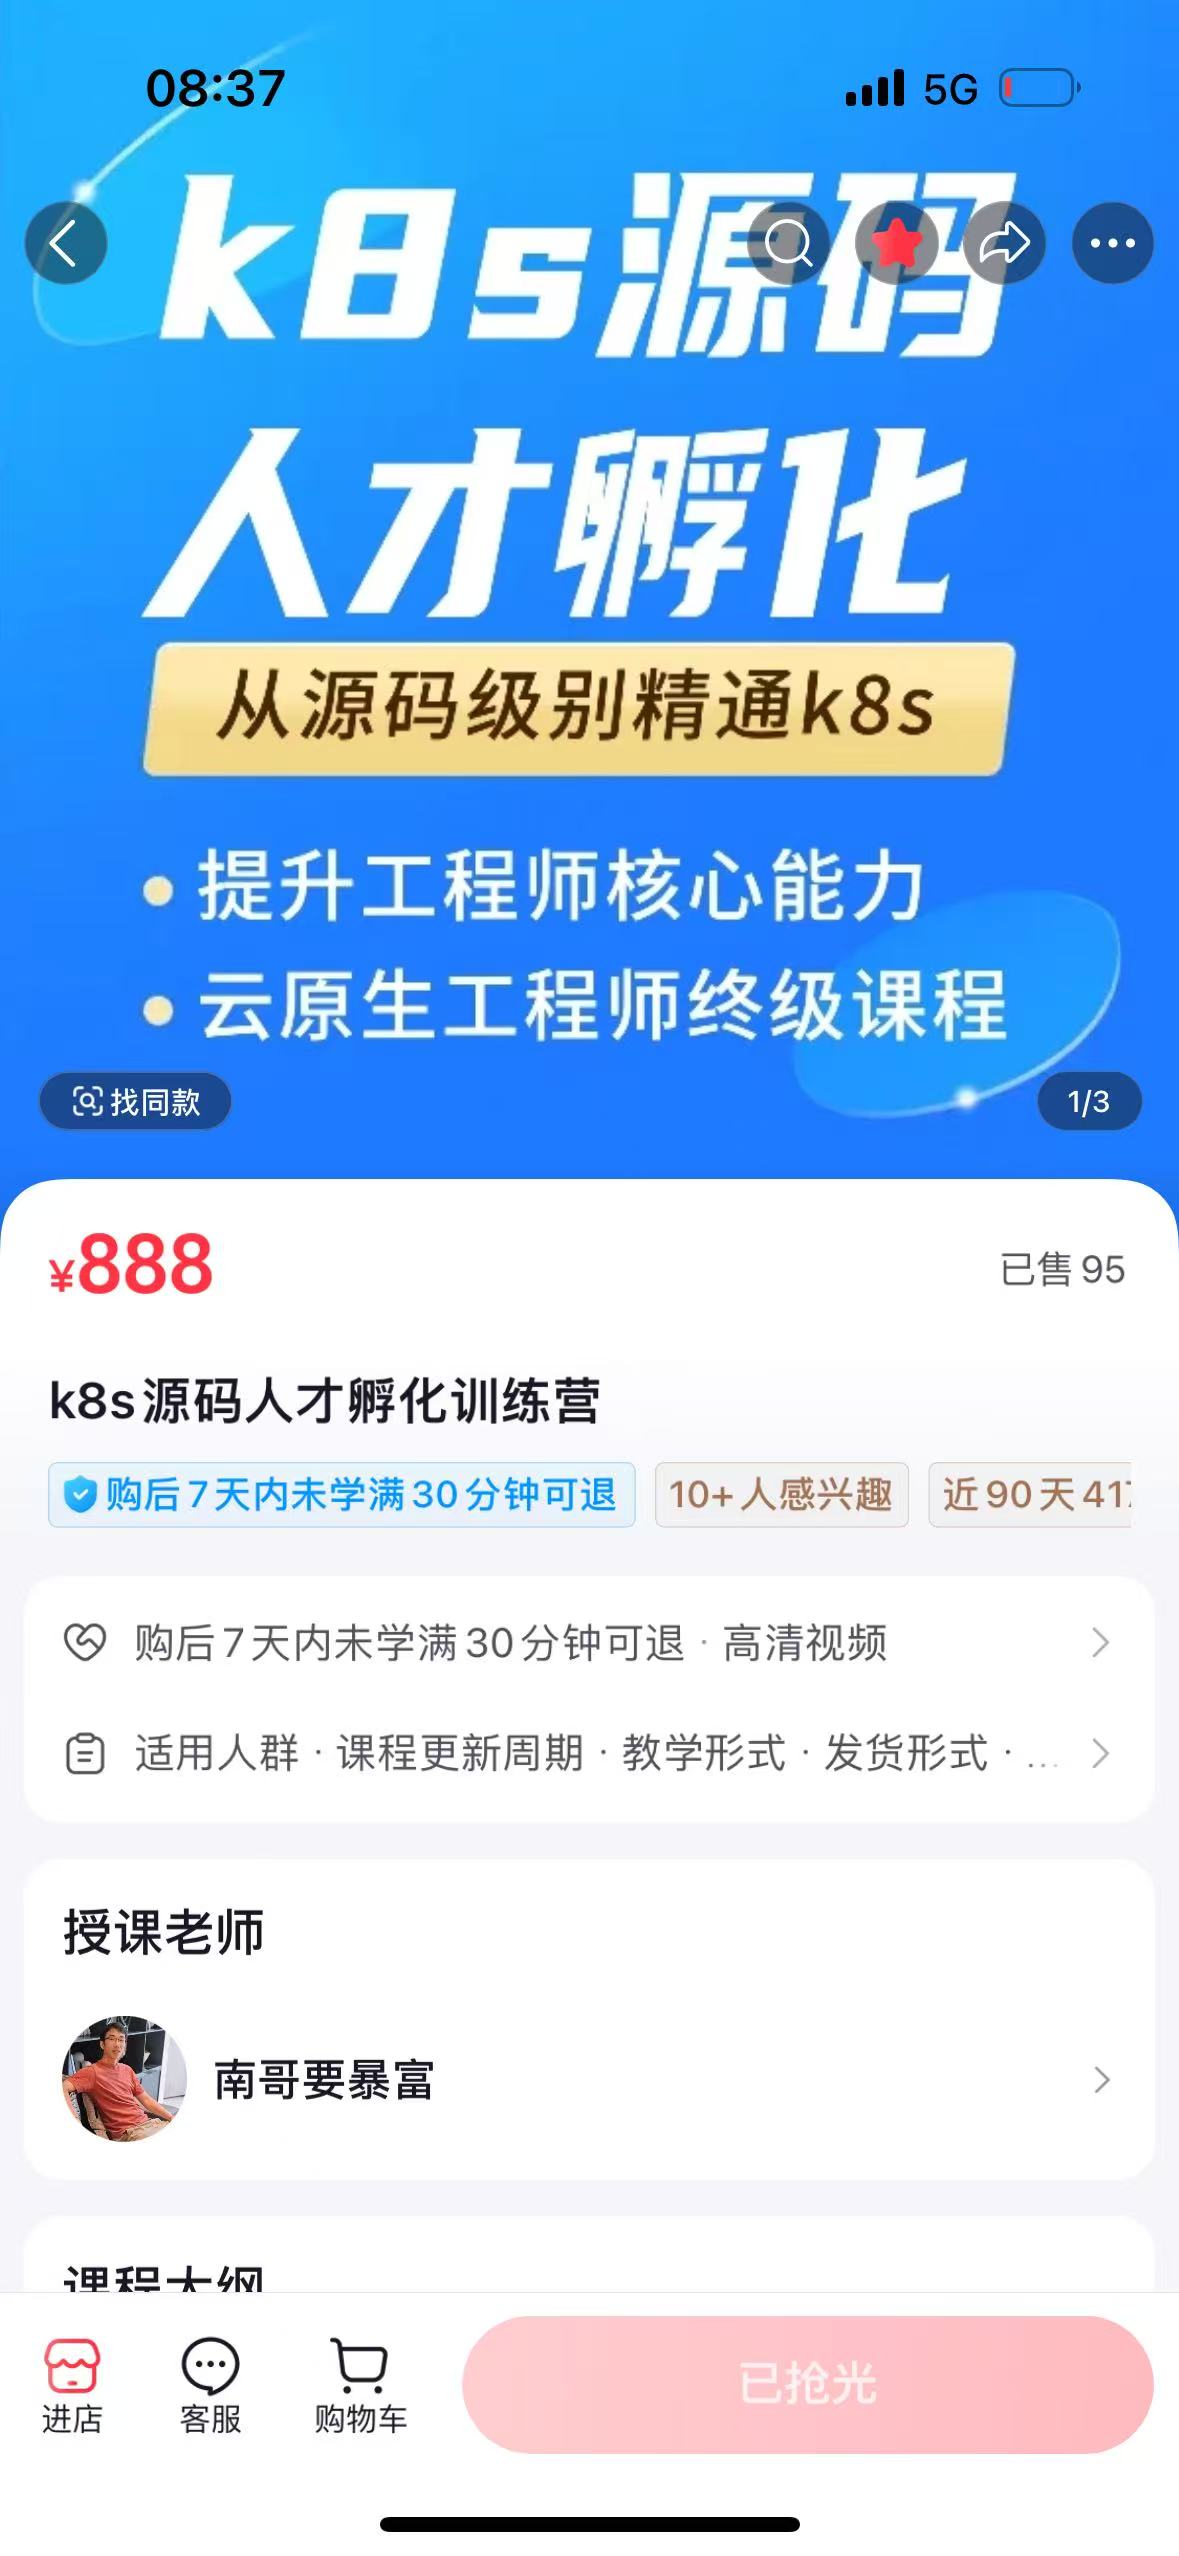 08:37
5G
k8s源码
人才孵化
从源码级别精通k8s
提升工程师核心能力
云原生工程师终级课程
找同款
1/3
¥888
已售95
k8s源码人才孵化训练营
购后7天内未学满30分钟可退
10+人感兴趣
近90天417
购后7天内未学满30分钟可退 · 高清视频
适用人群 · 课程更新周期 · 教学形式 · 发货形式 · ...
授课老师
南哥要暴富
课程大纲
进店
客服
购物车
已抢光